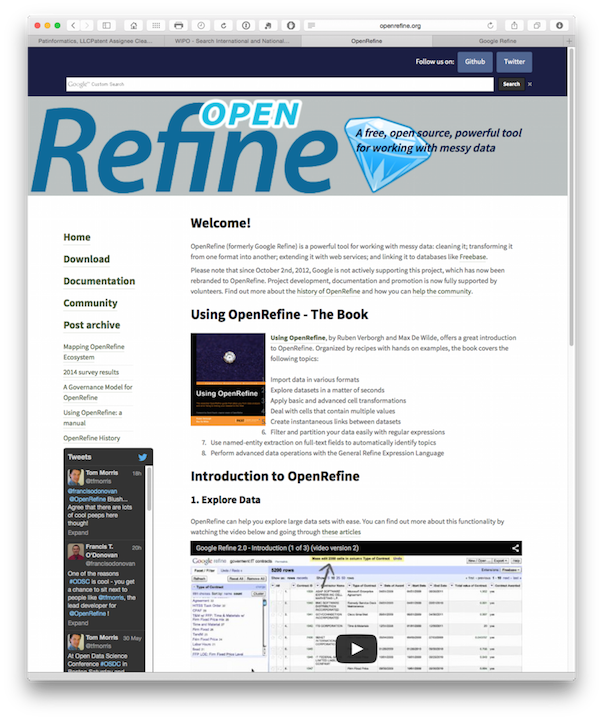 openrefine.org
Patinformatics, LLCPatent Assignee Clea...
WIPO - Search International and National...
OpenRefine
Google Refine
Follow us on:
Github
Twitter
Google Custom Search
Search
×
OPEN
Refine
A free, open source, powerful tool
for working with messy data
Home
Download
Documentation
Community
Post archive
Mapping OpenRefine
Ecosystem
2014 survey results
A Governance Model for
OpenRefine
Using OpenRefine: a
manual
OpenRefine History
Tweets
Tom Morris
18h
@tfmorris
@francisodonovan
@OpenRefine Blush...
Agree that there are
lots of cool peeps here
though!
Expand
Francis T.
20h
O'Donovan
@francisodonovan
One of the reasons
#OSDC is cool - you get
a chance to sit next to
people like @tfmorris, the
lead developer for
@OpenRefine !
Expand
Tom Morris
30 May
@tfmorris
At Open Data Science
Conference #OSDC in
Welcome!
OpenRefine (formerly Google Refine) is a powerful tool for working with messy data: cleaning it; transforming it
from one format into another; extending it with web services; and linking it to databases like Freebase.
Please note that since October 2nd, 2012, Google is not actively supporting this project, which has now been
rebranded to OpenRefine. Project development, documentation and promotion is now fully supported by
volunteers. Find out more about the history of OpenRefine and how you can help the community.
Using OpenRefine - The Book
Using OpenRefine
Using OpenRefine, by Ruben Verborgh and Max De Wilde, offers a great introduction
to OpenRefine. Organized by recipes with hands on examples, the book covers the
following topics:
Import data in various formats
Explore datasets in a matter of seconds
Apply basic and advanced cell transformations
Deal with cells that contain multiple values
Create instantaneous links between datasets
6. Filter and partition your data easily with regular expressions
7. Use named-entity extraction on full-text fields to automatically identify topics
8. Perform advanced data operations with the General Refine Expression Language
Introduction to OpenRefine
1. Explore Data
OpenRefine can help you explore large data sets with ease. You can find out more about this functionality by
watching the video below and going through these articles
Google Refine 2.0 - Introduction (1 of 3) (video version 2)
Google refine
government IT contracts
5290 rows